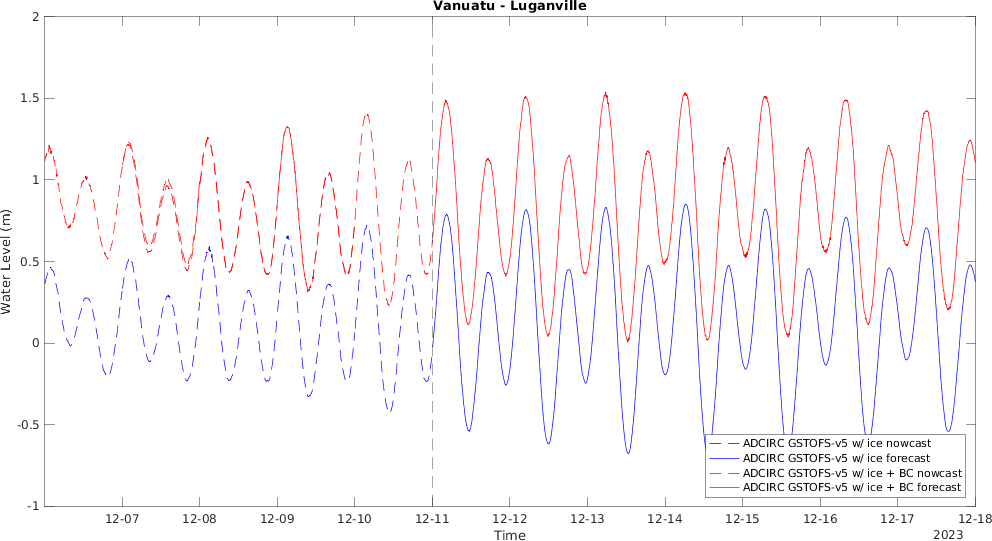 Vanuatu - Luganville
2
1.5
1
0.5
0
-0.5
-1
Water Level (m)
12-07 12-08 12-09 12-10 12-11 12-12 12-13 12-14 12-15 12-16 12-17 12-18
Time
2023
ADCIRC GSTOFS-v5 w/ ice nowcast
ADCIRC GSTOFS-v5 w/ ice forecast
ADCIRC GSTOFS-v5 w/ ice + BC nowcast
ADCIRC GSTOFS-v5 w/ ice + BC forecast